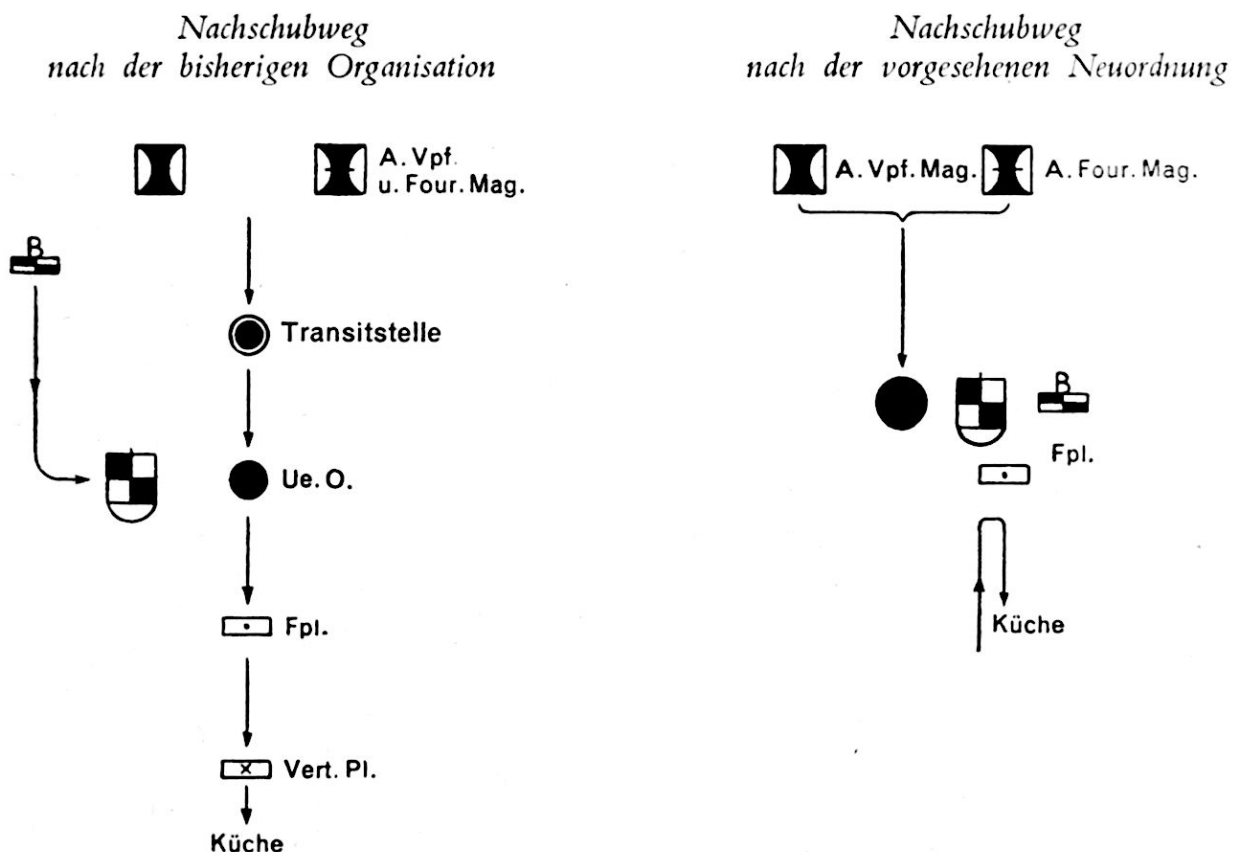 Nachschubweg
nach der bisherigen Organisation
A. Vpf.
u. Four. Mag.
B
Transitstelle
Ue. O.
Fpl.
Vert. Pl.
Küche
Nachschubweg
nach der vorgesehenen Neuordnung
A. Vpf. Mag.
A. Four. Mag.
B
Fpl.
Küche